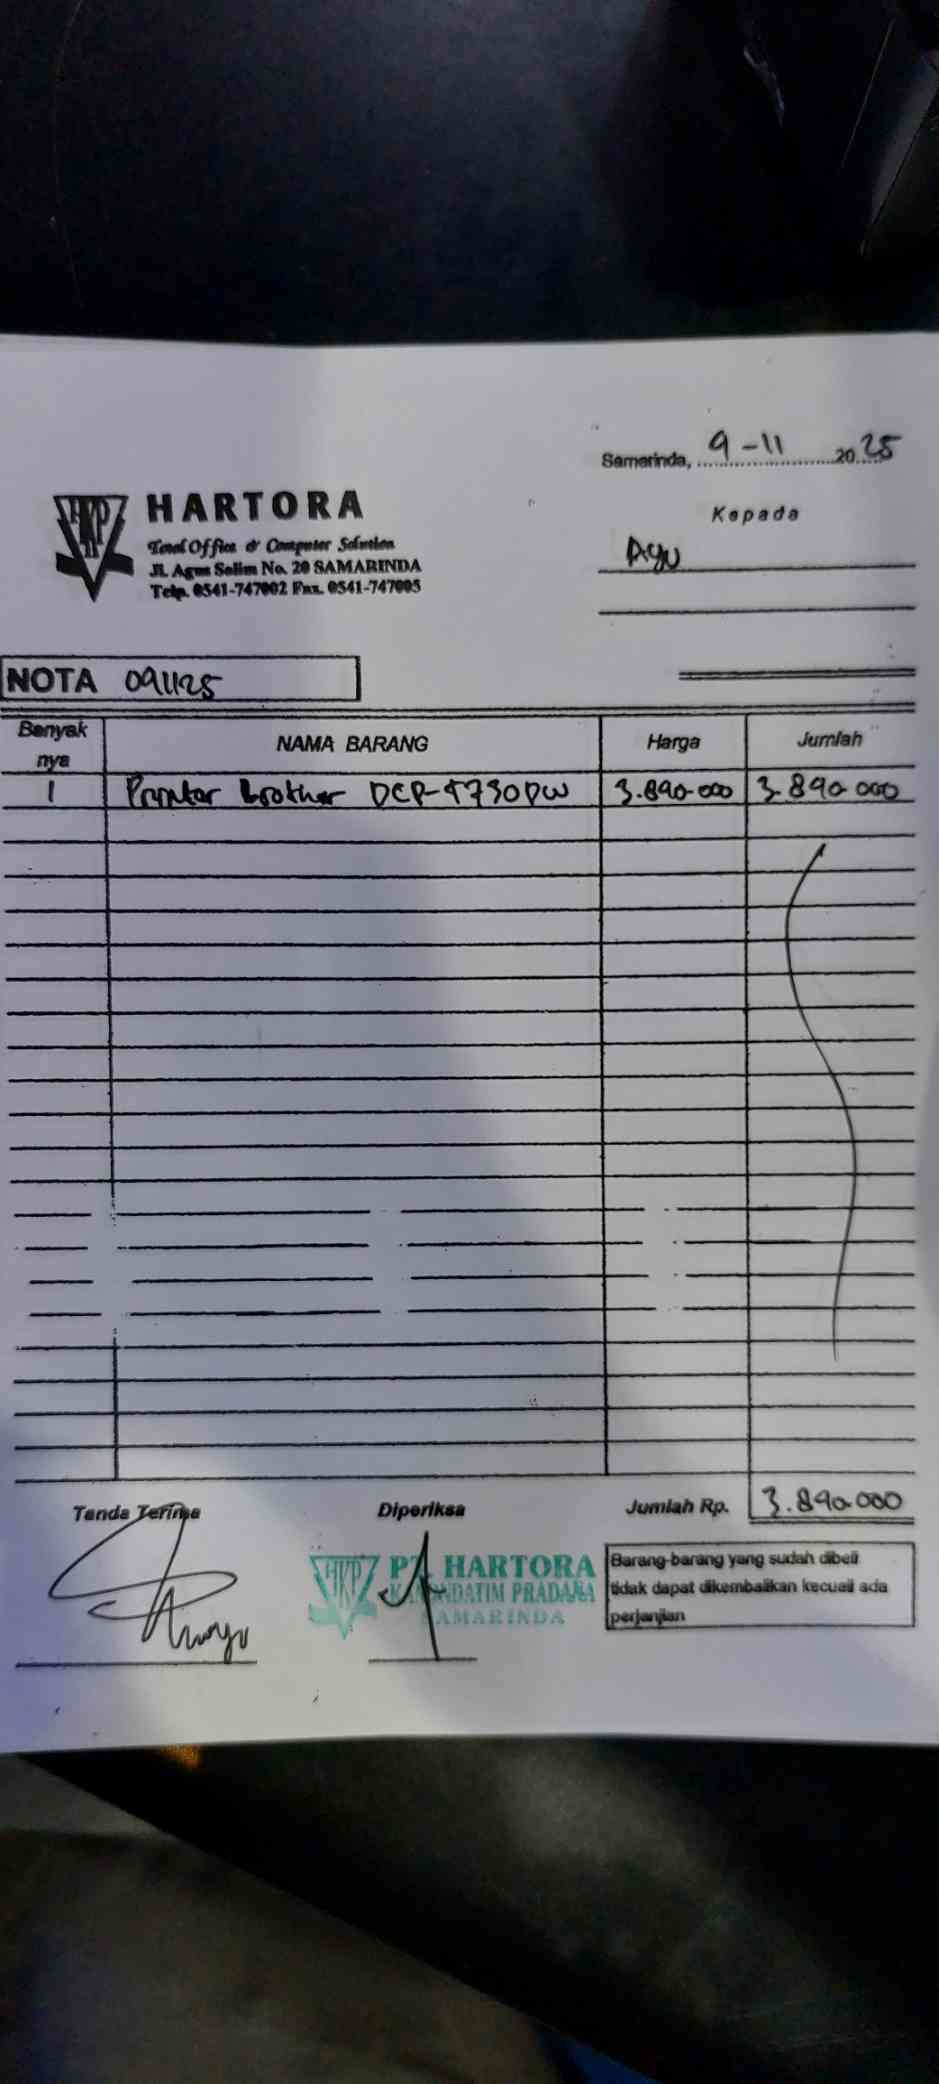 Samarinda, 9-11 2025
HARTORA
Total Office & Computer Solution
Jl. Agus Salim No. 20 SAMARINDA
Telp. 0541-747002 Fax. 0541-747005
Kepada
Ayu
NOTA 091125
Banyak nya NAMA BARANG Harga Jumlah
1 Printer Brother DCP-T730DW 3.890.000 3.890.000
Tanda Terima Diperiksa Jumlah Rp. 3.890.000
PT. HARTORA
PRADANA
SAMARINDA
Barang-barang yang sudah dibeli
tidak dapat dikembalikan kecuali ada
perjanjian